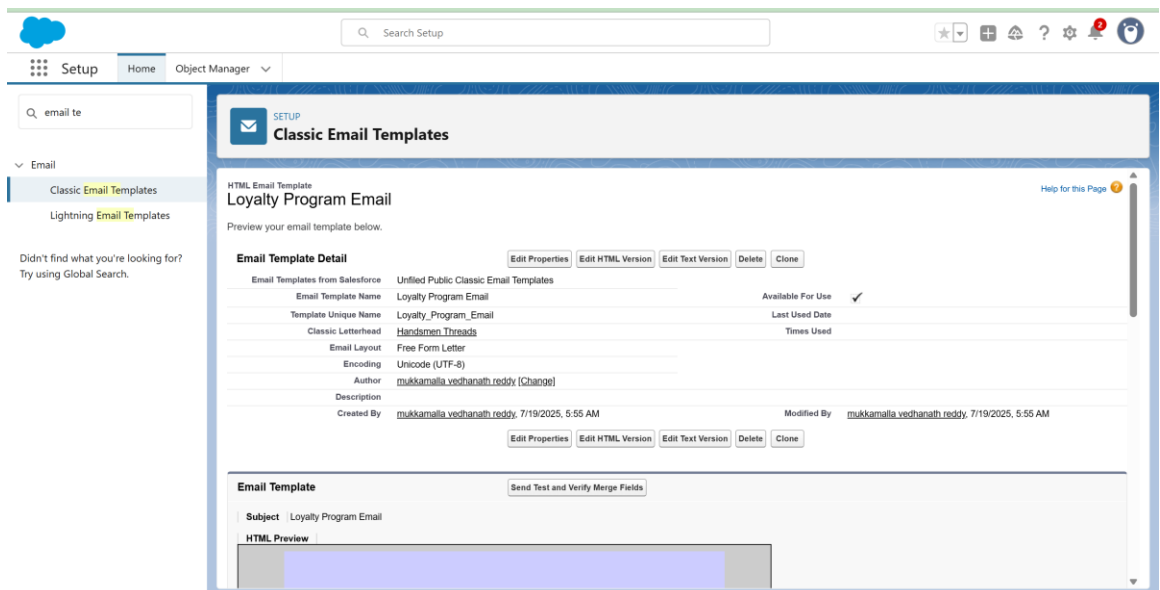 Search Setup
2
Setup
Home
Object Manager
email te
Email
Classic Email Templates
Lightning Email Templates
Didn't find what you're looking for?
Try using Global Search.
SETUP
Classic Email Templates
HTML Email Template
Loyalty Program Email
Help for this Page
Preview your email template below.
Email Template Detail
Edit Properties Edit HTML Version Edit Text Version Delete Clone
Email Templates from Salesforce Unfiled Public Classic Email Templates
Email Template Name Loyalty Program Email Available For Use
Template Unique Name Loyalty_Program_Email Last Used Date
Classic Letterhead Handsmen Threads Times Used
Email Layout Free Form Letter
Encoding Unicode (UTF-8)
Author mukkamalla vedhanath reddy [Change]
Description
Created By mukkamalla vedhanath reddy, 7/19/2025, 5:55 AM Modified By mukkamalla vedhanath reddy, 7/19/2025, 5:55 AM
Edit Properties Edit HTML Version Edit Text Version Delete Clone
Email Template Send Test and Verify Merge Fields
Subject Loyalty Program Email
HTML Preview